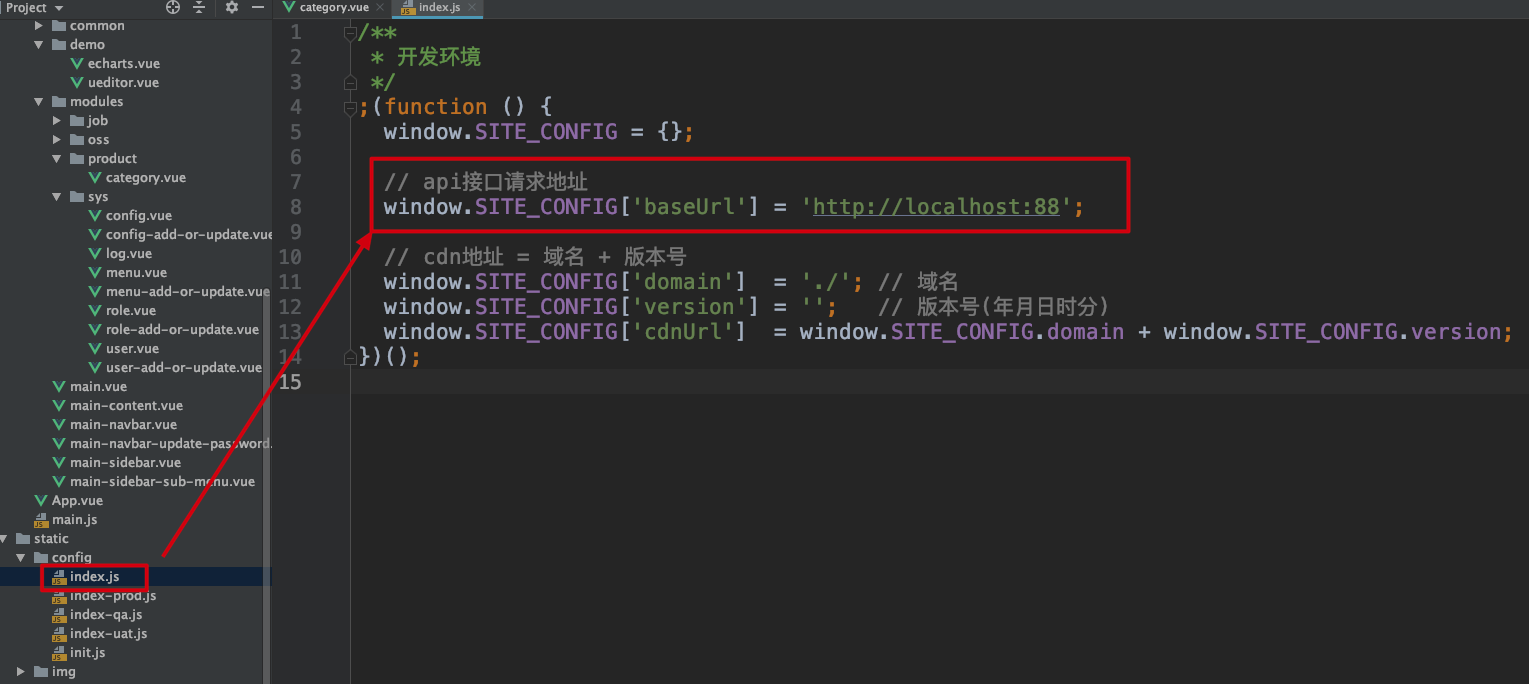 Project
category.vue
index.js
common
demo
echarts.vue
ueditor.vue
modules
job
oss
product
category.vue
sys
config.vue
config-add-or-update.vue
log.vue
menu.vue
menu-add-or-update.vue
role.vue
role-add-or-update.vue
user.vue
user-add-or-update.vue
main.vue
main-content.vue
main-navbar.vue
main-navbar-update-password.
main-sidebar.vue
main-sidebar-sub-menu.vue
App.vue
main.js
static
config
index.js
index-prod.js
index-qa.js
index-uat.js
init.js
img
1 /**
2 * 开发环境
3 */
4 ;(function () {
5 window.SITE_CONFIG = {};
6
7 // api接口请求地址
8 window.SITE_CONFIG['baseUrl'] = 'http://localhost:88';
9
10 // cdn地址 = 域名 + 版本号
11 window.SITE_CONFIG['domain'] = './'; // 域名
12 window.SITE_CONFIG['version'] = ''; // 版本号(年月日时分)
13 window.SITE_CONFIG['cdnUrl'] = window.SITE_CONFIG.domain + window.SITE_CONFIG.version;
14 })();
15